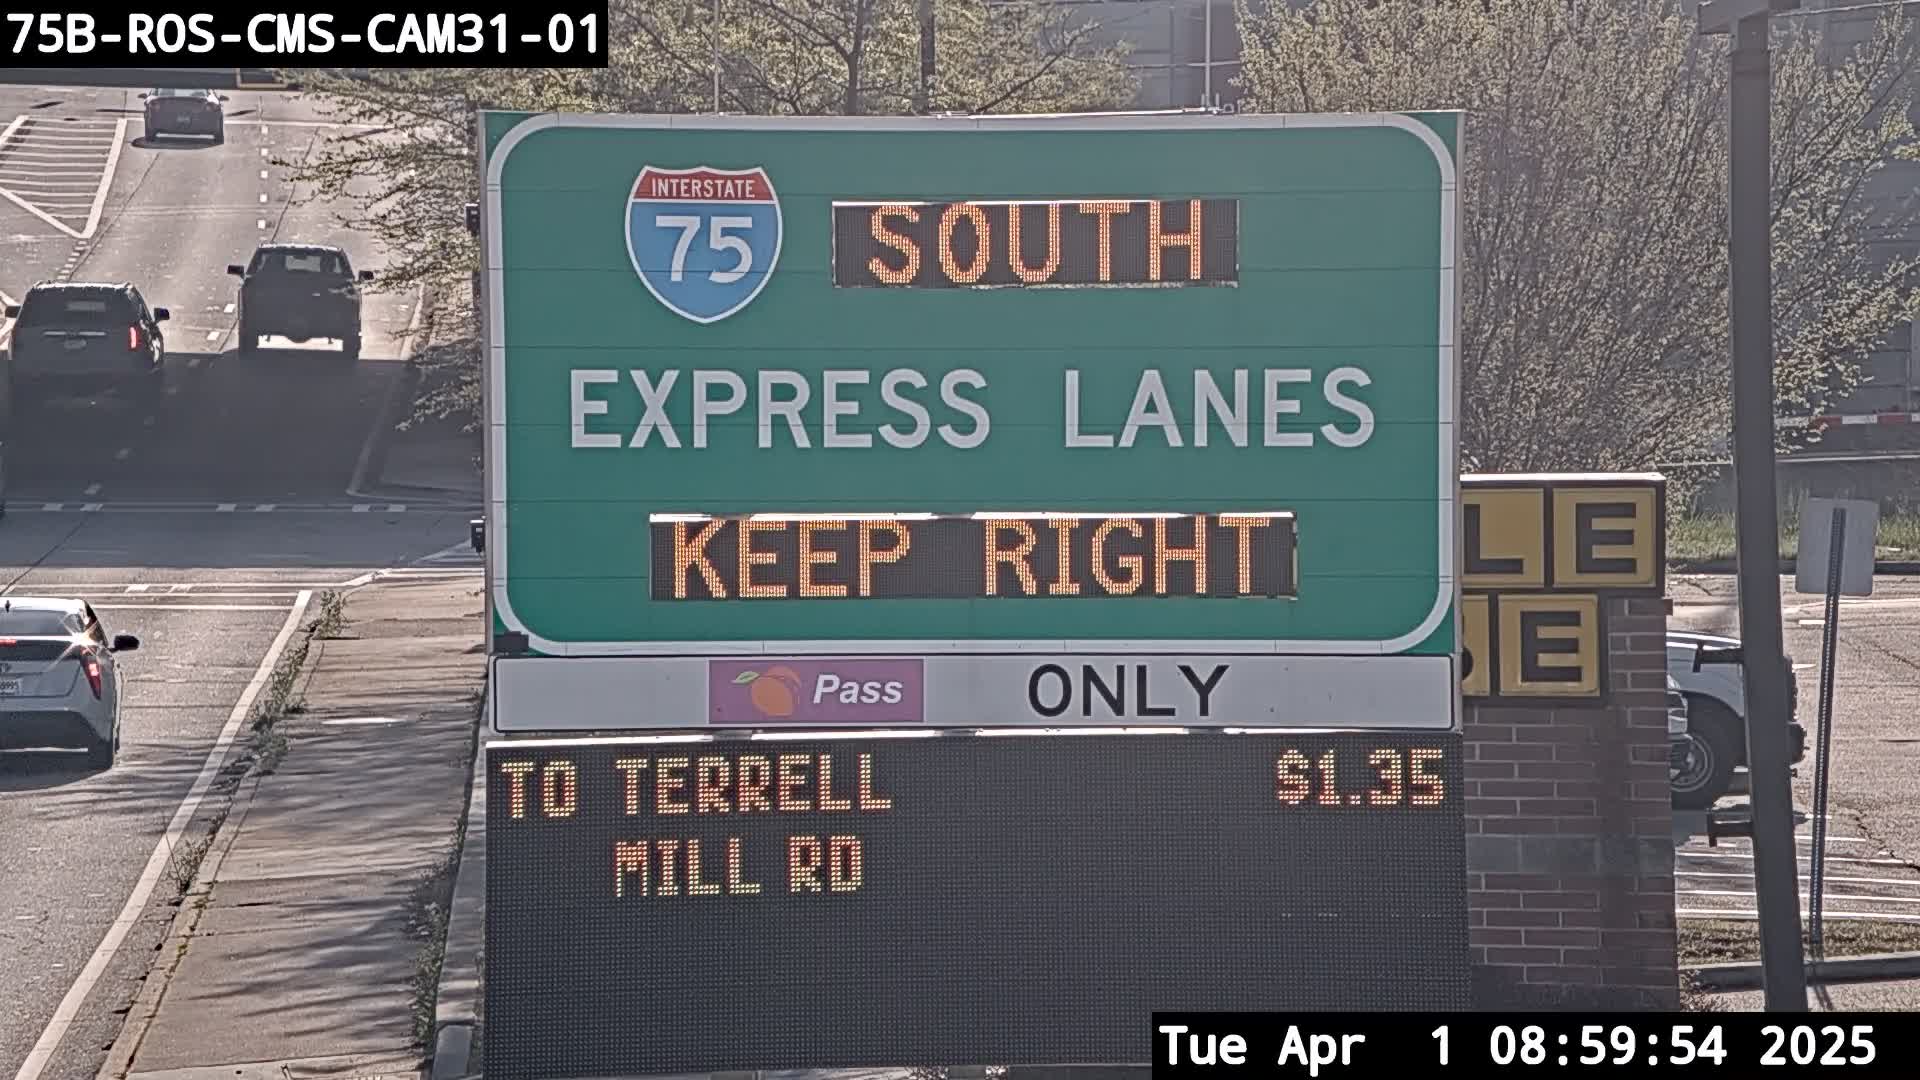 75B-ROS-CMS-CAM31-01
INTERSTATE
75
SOUTH
EXPRESS LANES
KEEP RIGHT
Pass ONLY
TO TERRELL $1.35
MILL RD
LE
E
Tue Apr 1 08:59:54 2025